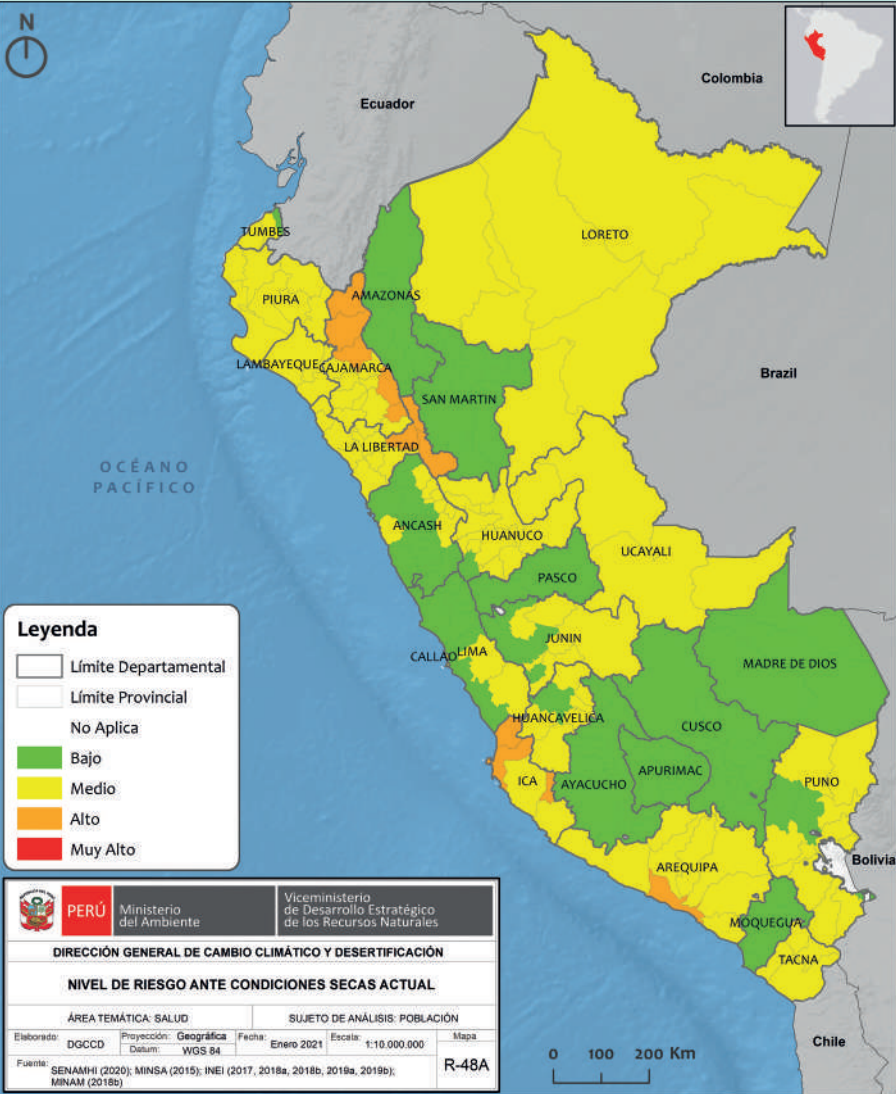 N
Colombia
Ecuador
LORETO
TUMBES
PIURA
AMAZONAS
LAMBAYEQUE
CAJAMARCA
Brazil
SAN MARTIN
LA LIBERTAD
OCÉANO
PACÍFICO
ANCASH
HUANUCO
UCAYALI
PASCO
JUNIN
CALLAO
LIMA
MADRE DE DIOS
HUANCAVELICA
CUSCO
ICA
AYACUCHO
APURIMAC
PUNO
Bolivia
AREQUIPA
MOQUEGUA
TACNA
Chile
0 100 200 Km
Leyenda
Límite Departamental
Límite Provincial
No Aplica
Bajo
Medio
Alto
Muy Alto
PERÚ
Ministerio
del Ambiente
Viceministerio
de Desarrollo Estratégico
de los Recursos Naturales
DIRECCIÓN GENERAL DE CAMBIO CLIMÁTICO Y DESERTIFICACIÓN
NIVEL DE RIESGO ANTE CONDICIONES SECAS ACTUAL
ÁREA TEMÁTICA: SALUD
SUJETO DE ANÁLISIS: POBLACIÓN
Elaborado: DGCCD
Proyección: Geográfica
Datum: WGS 84
Fecha: Enero 2021
Escala: 1:10.000.000
Mapa
R-48A
Fuente: SENAMHI (2020); MINSA (2015); INEI (2017, 2018a, 2018b, 2019a, 2019b);
MINAM (2018b)